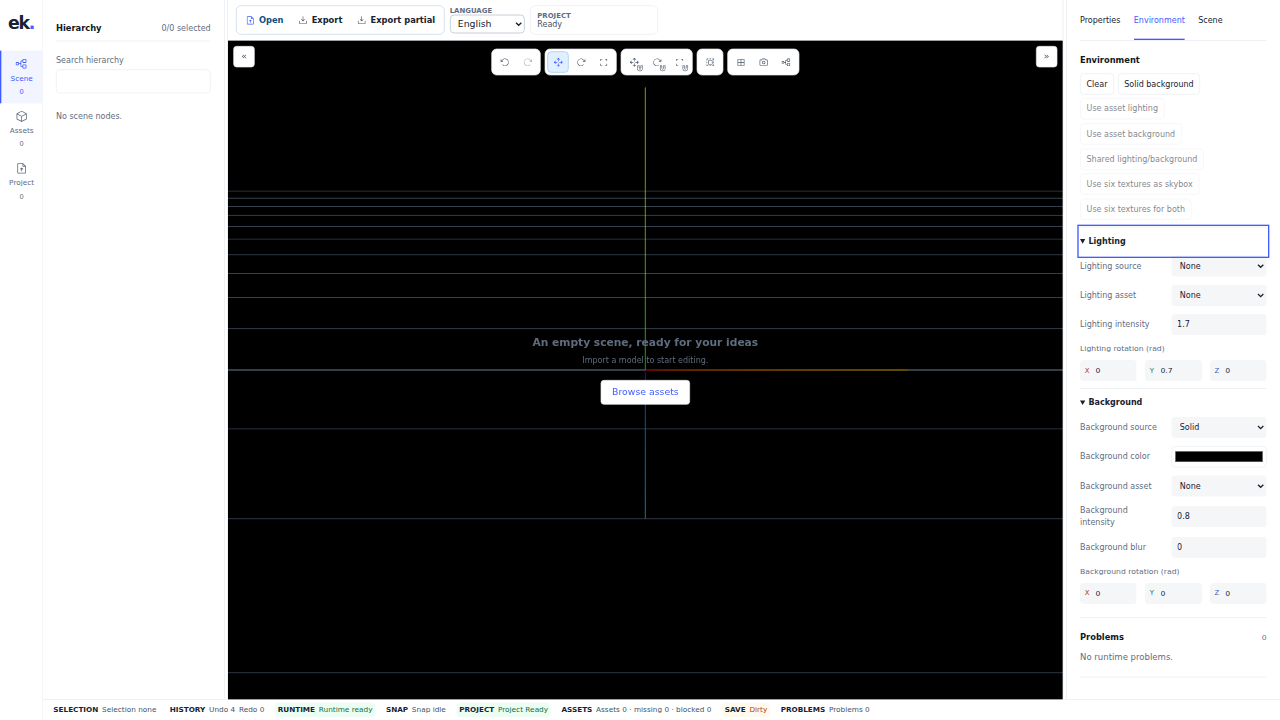 ek.
Scene
0
Assets
0
Project
0
Hierarchy 0/0 selected
Search hierarchy
No scene nodes.
Open Export Export partial
LANGUAGE
English
PROJECT
Ready
«
»
An empty scene, ready for your ideas
Import a model to start editing.
Browse assets
Properties Environment Scene
Environment
Clear Solid background
Use asset lighting
Use asset background
Shared lighting/background
Use six textures as skybox
Use six textures for both
Lighting
Lighting source None
Lighting asset None
Lighting intensity 1.7
Lighting rotation (rad)
X 0 Y 0.7 Z 0
Background
Background source Solid
Background color
Background asset None
Background intensity 0.8
Background blur 0
Background rotation (rad)
X 0 Y 0 Z 0
Problems 0
No runtime problems.
SELECTION Selection none HISTORY Undo 4 Redo 0 RUNTIME Runtime ready SNAP Snap idle PROJECT Project Ready ASSETS Assets 0 · missing 0 · blocked 0 SAVE Dirty PROBLEMS Problems 0